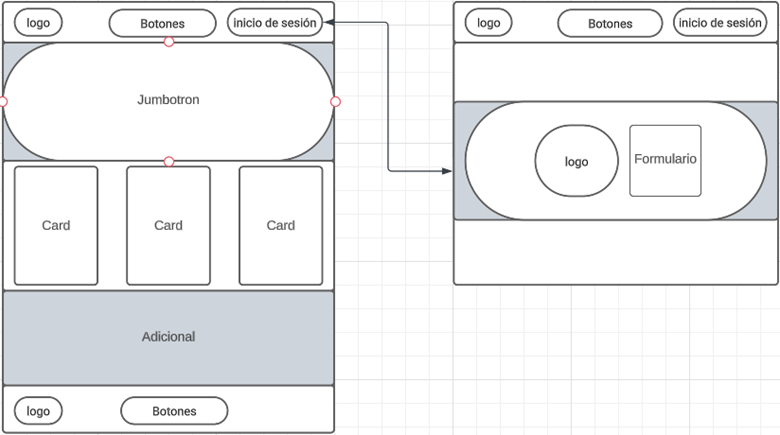 logo
Botones
inicio de sesión
Jumbotron
Card
Card
Card
Adicional
logo
Botones
logo
Botones
inicio de sesión
logo
Formulario